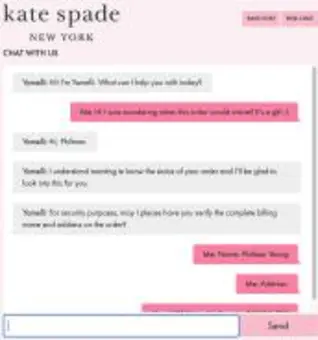 kate spade
NEW YORK
CHAT WITH US
Yamelli: Hi! I'm Yamelli. What can I help you with today?
Me: Hi! I was wondering when this order would arrive? It's a gift :)
Yamelli: Hi,
Yamelli: I understand wanting to know the status of your order and I'll be glad to
look into this for you.
Yamelli: For security purposes, may I please have you verify the complete billing
name and address on the order?
Me: Name:
Me: Address:
Send